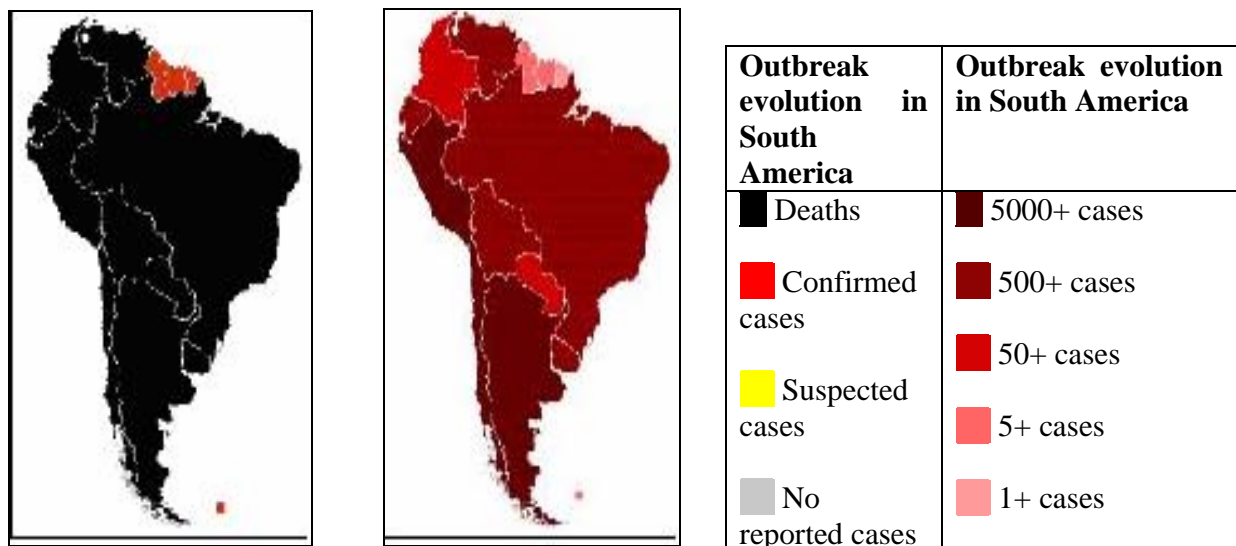 Outbreak
evolution in
South
America
Outbreak evolution
in South America
Deaths
Confirmed
cases
Suspected
cases
No
reported cases
5000+ cases
500+ cases
50+ cases
5+ cases
1+ cases